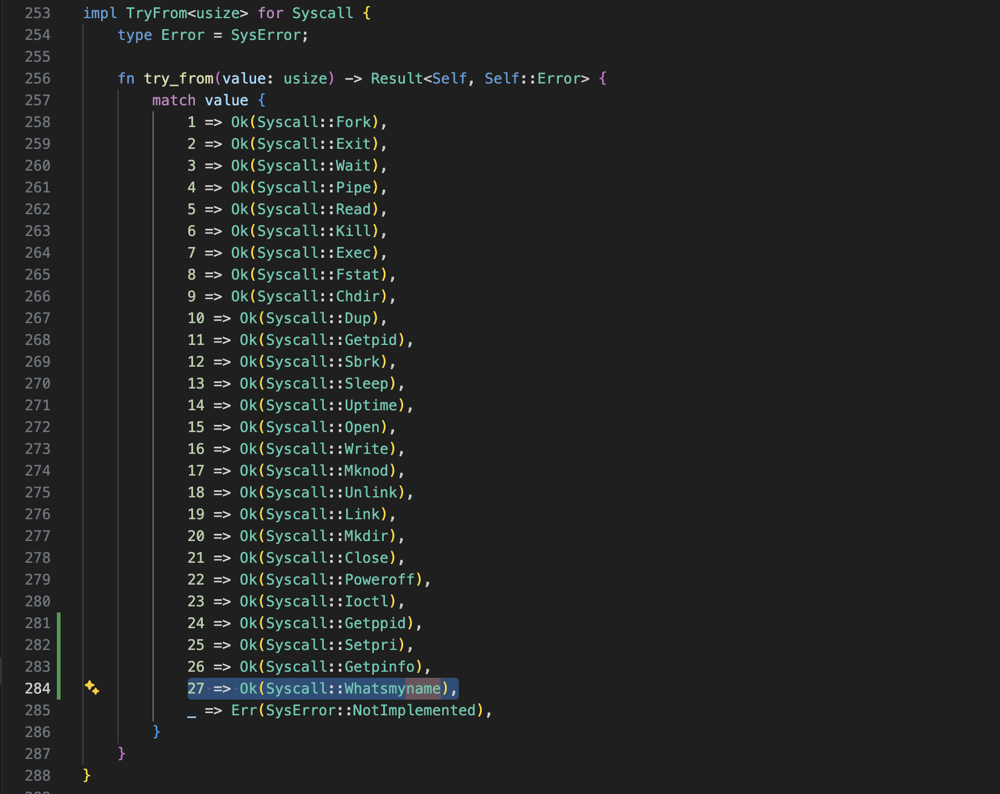 253 impl TryFrom<usize> for Syscall {
254     type Error = SysError;
255
256     fn try_from(value: usize) -> Result<Self, Self::Error> {
257         match value {
258             1 => Ok(Syscall::Fork),
259             2 => Ok(Syscall::Exit),
260             3 => Ok(Syscall::Wait),
261             4 => Ok(Syscall::Pipe),
262             5 => Ok(Syscall::Read),
263             6 => Ok(Syscall::Kill),
264             7 => Ok(Syscall::Exec),
265             8 => Ok(Syscall::Fstat),
266             9 => Ok(Syscall::Chdir),
267             10 => Ok(Syscall::Dup),
268             11 => Ok(Syscall::Getpid),
269             12 => Ok(Syscall::Sbrk),
270             13 => Ok(Syscall::Sleep),
271             14 => Ok(Syscall::Uptime),
272             15 => Ok(Syscall::Open),
273             16 => Ok(Syscall::Write),
274             17 => Ok(Syscall::Mknod),
275             18 => Ok(Syscall::Unlink),
276             19 => Ok(Syscall::Link),
277             20 => Ok(Syscall::Mkdir),
278             21 => Ok(Syscall::Close),
279             22 => Ok(Syscall::Poweroff),
280             23 => Ok(Syscall::Ioctl),
281             24 => Ok(Syscall::Getppid),
282             25 => Ok(Syscall::Setpri),
283             26 => Ok(Syscall::Getpinfo),
284             27 => Ok(Syscall::Whatsmyname),
285             _ => Err(SysError::NotImplemented),
286         }
287     }
288 }